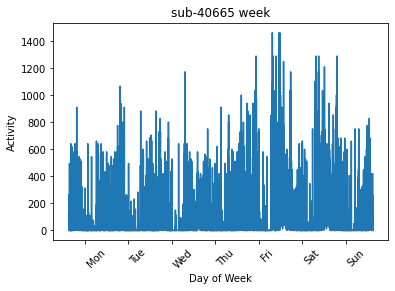 sub-40665 week
1400
1200
1000
800
600
400
200
0
Activity
Mon
Tue
Wed
Thu
Fri
Sat
Sun
Day of Week